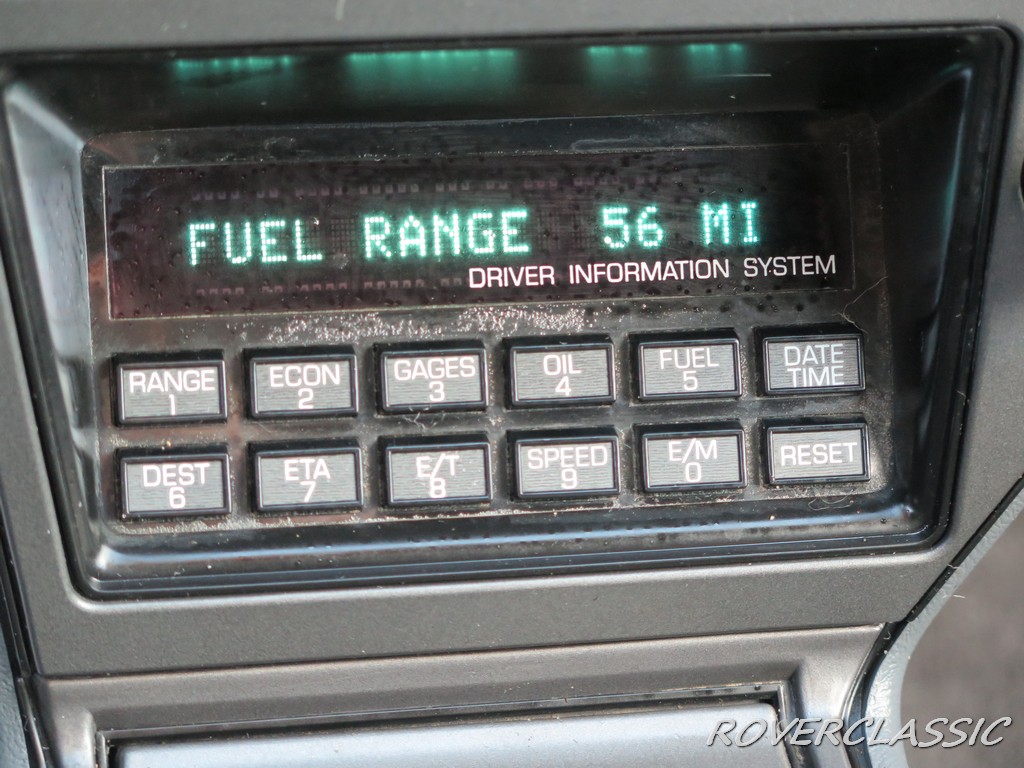 FUEL RANGE 56 MI
DRIVER INFORMATION SYSTEM
RANGE ECON GAGES OIL FUEL DATE
1 2 3 4 5 TIME
DEST ETA E/T SPEED E/M RESET
6 7 8 9 0
ROVERCLASSIC